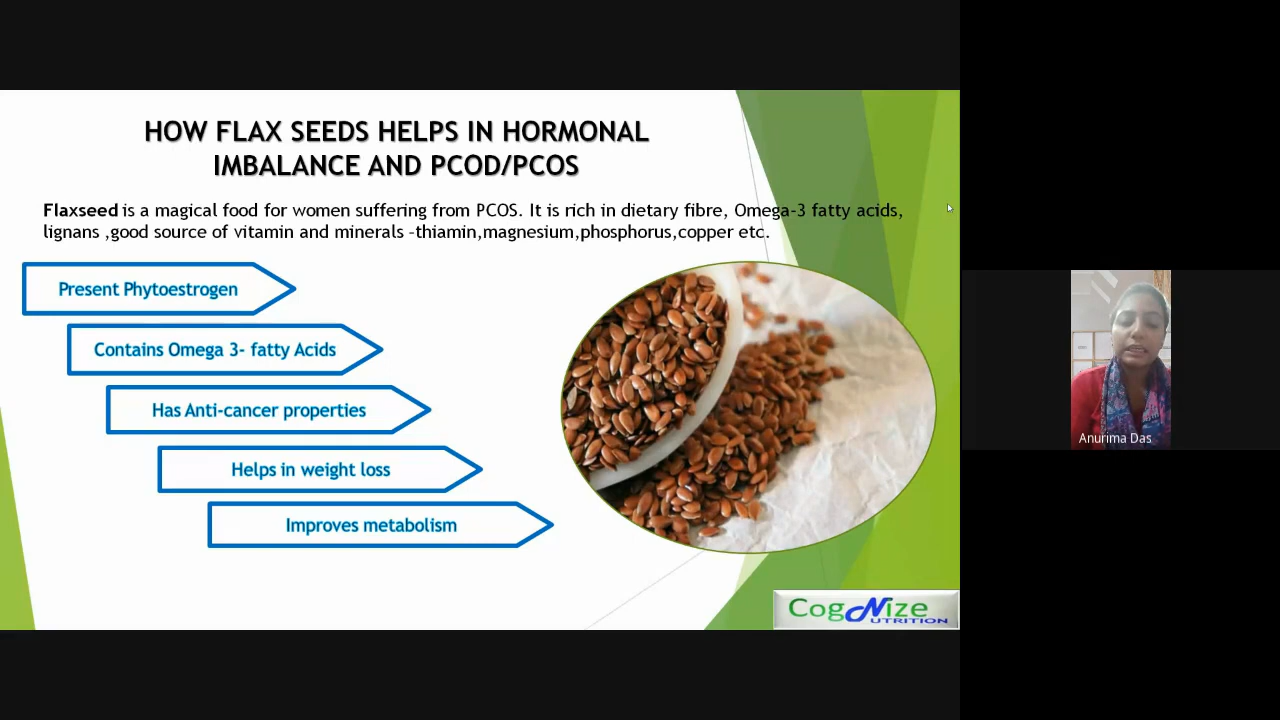 HOW FLAX SEEDS HELPS IN HORMONAL
IMBALANCE AND PCOD/PCOS
Flaxseed is a magical food for women suffering from PCOS. It is rich in dietary fibre, Omega-3 fatty acids,
lignans ,good source of vitamin and minerals -thiamin,magnesium,phosphorus,copper etc.
Present Phytoestrogen
Contains Omega 3- fatty Acids
Has Anti-cancer properties
Helps in weight loss
Improves metabolism
CogNize
NUTRITION
Anurima Das